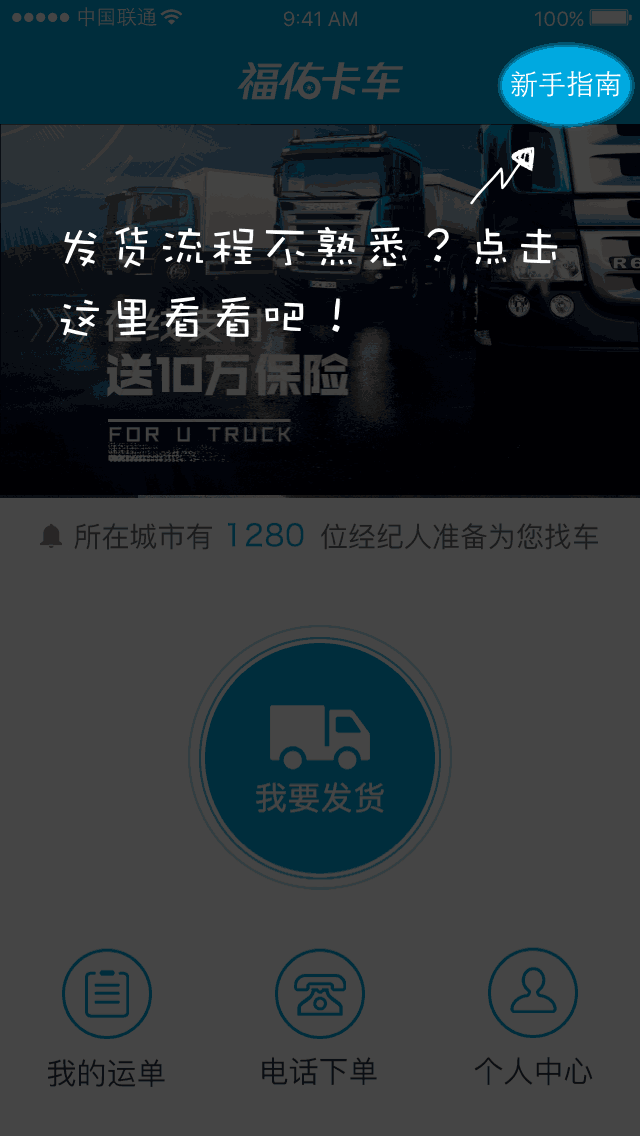 中国联通 9:41 AM 100%
福佑卡车
新手指南
发货流程不熟悉？点击
这里看看吧！
送10万保险
FOR U TRUCK
所在城市有 1280 位经纪人准备为您找车
我要发货
我的运单 电话下单 个人中心